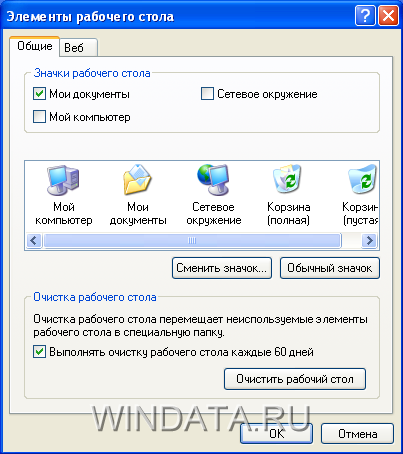 Элементы рабочего стола
Общие
Веб
Значки рабочего стола
Мои документы
Сетевое окружение
Мой компьютер
Мой
компьютер
Мои
документы
Сетевое
окружение
Корзина
(полная)
Корзин
(пустая
Сменить значок...
Обычный значок
Очистка рабочего стола
Очистка рабочего стола перемещает неиспользуемые элементы
рабочего стола в специальную папку.
Выполнять очистку рабочего стола каждые 60 дней
Очистить рабочий стол
WINDATA.RU
ОК
Отмена